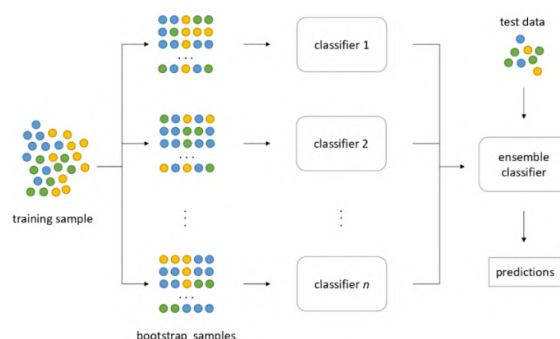 test data
classifier 1
...
classifier 2
...
ensemble
classifier
training sample
predictions
classifier n
...
bootstrap samples